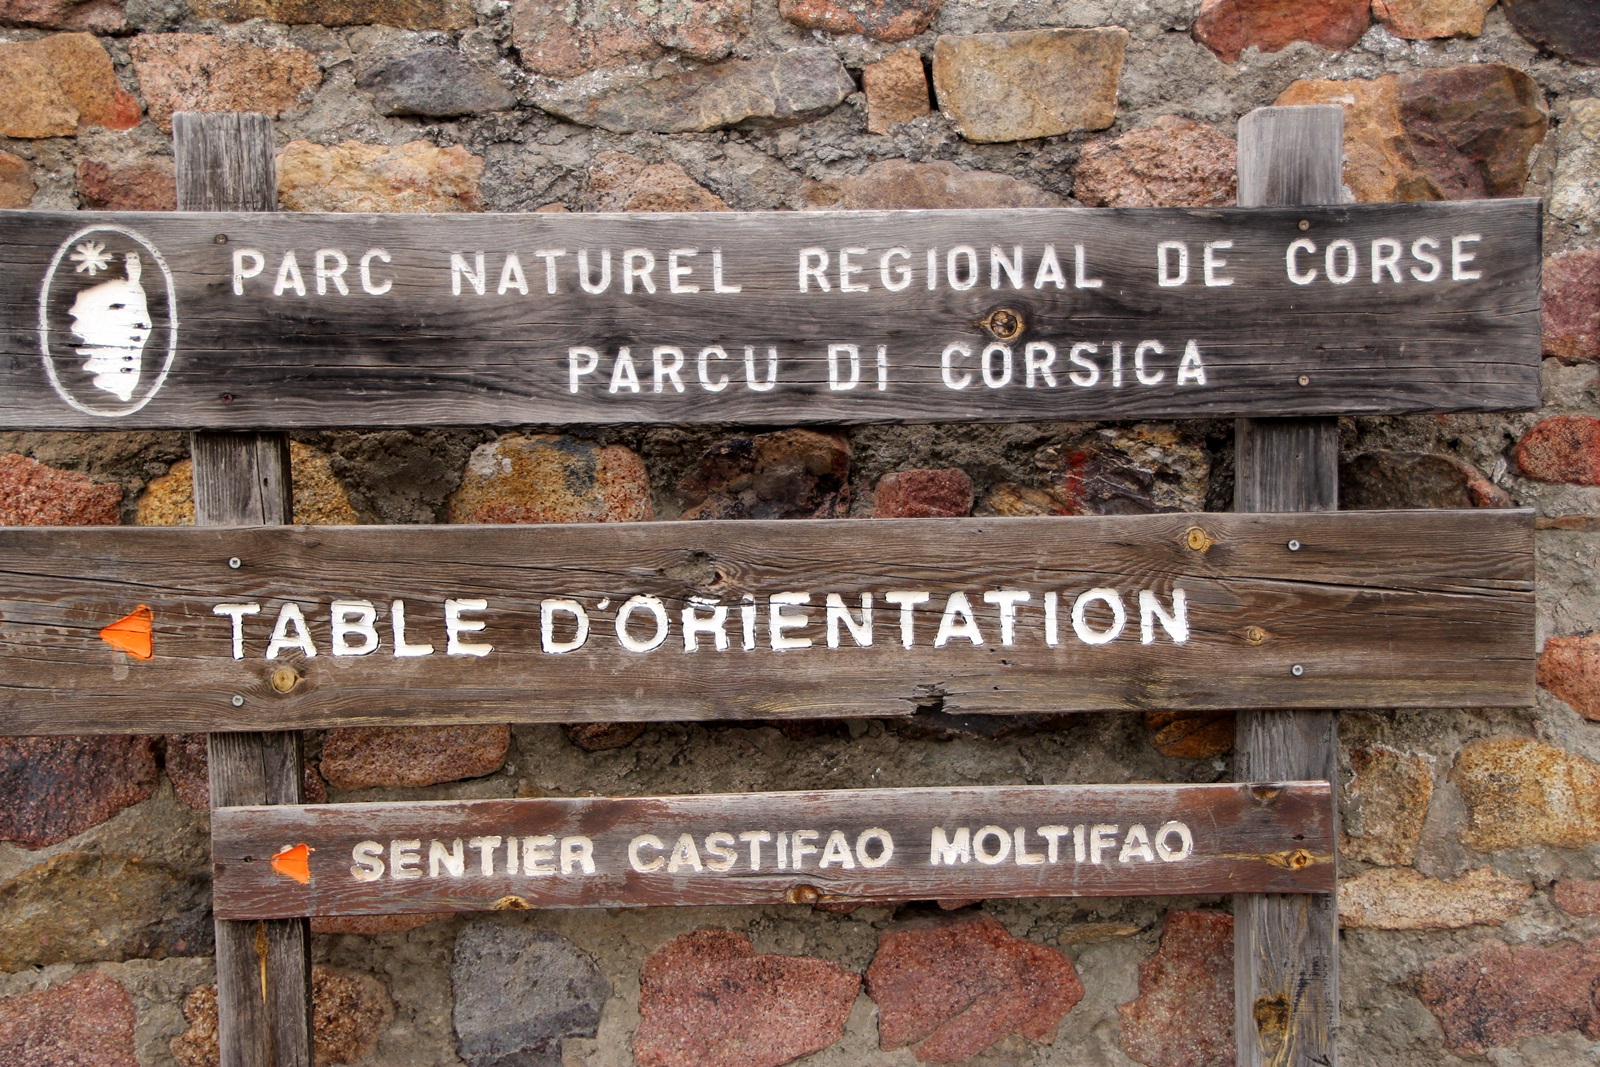 PARC NATUREL REGIONAL DE CORSE
PARCU DI CORSICA
TABLE D'ORIENTATION
SENTIER CASTIFAO MOLTIFAO